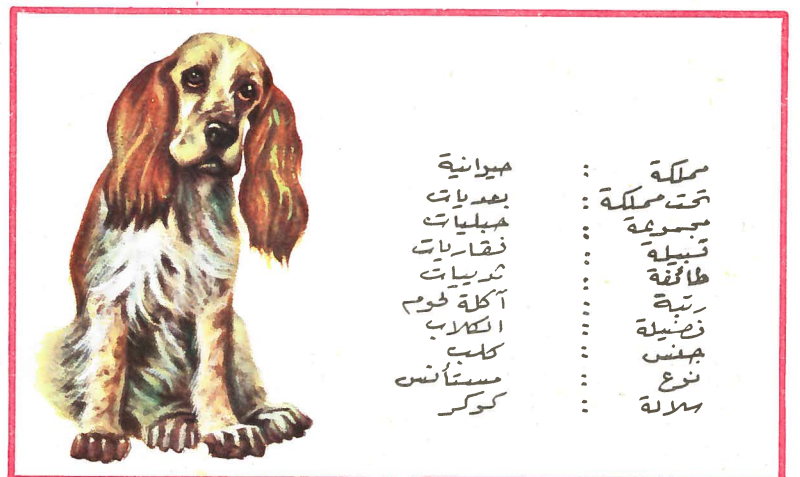 مملكة : حيوانية
تحت مملكة : بعديات
مجموعة : حبليات
قبيلة : فقاريات
طائفة : ثدييات
رتبة : آكلة لحوم
فصيلة : الكلاب
جنس : كلب
نوع : مستأنس
سلالة : كوكر